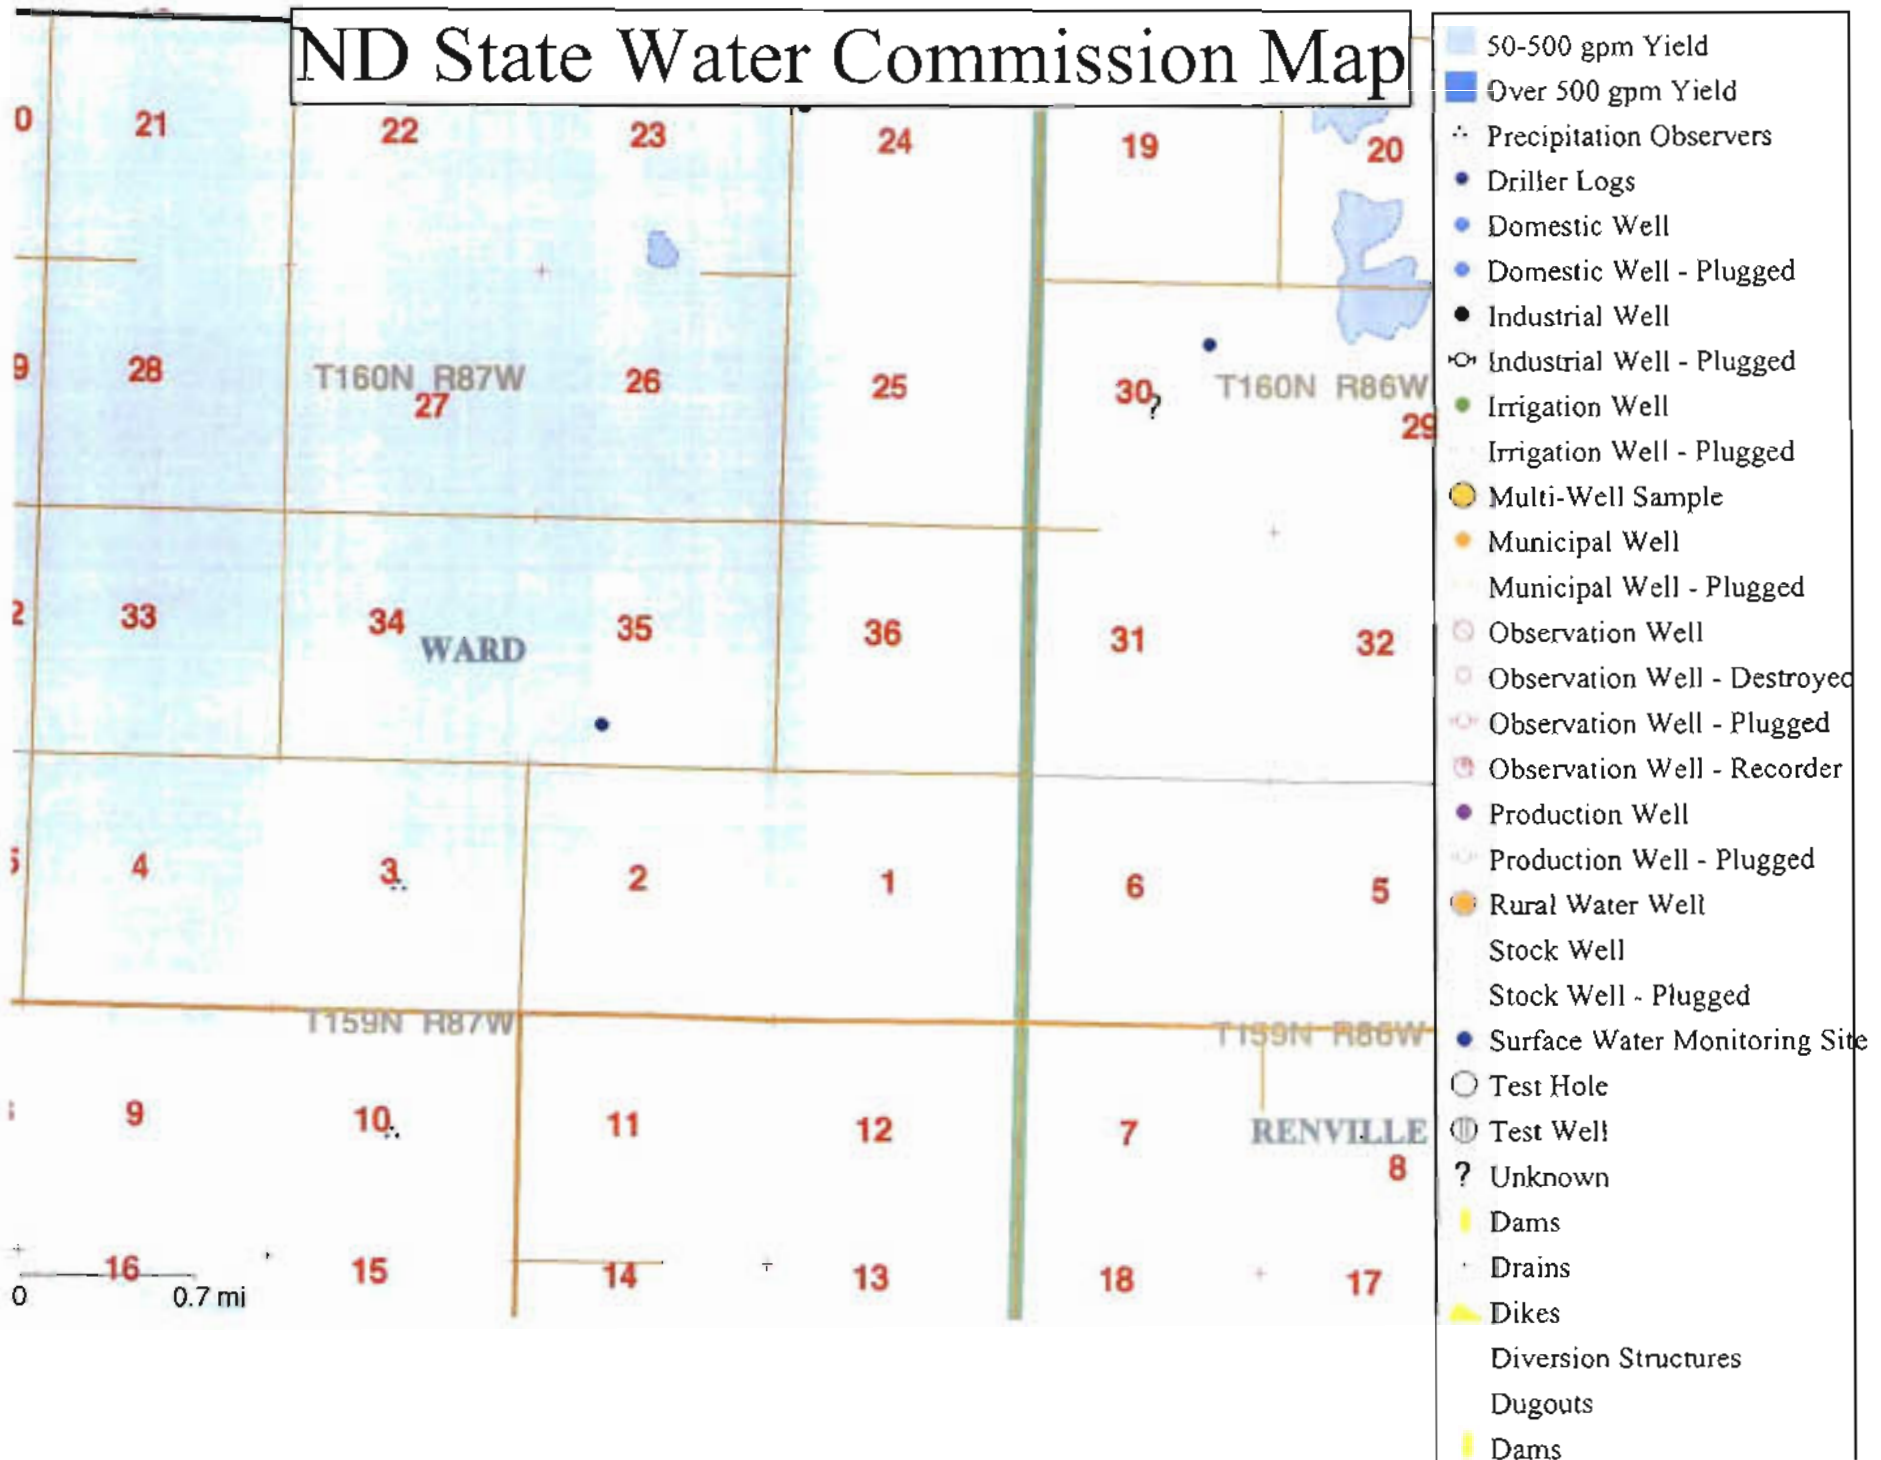 ND State Water Commission Map
21
22
23
24
19
20
28
T160N R87W
27
26
25
30
?
T160N R86W
29
33
34
WARD
35
36
31
32
4
3
2
1
6
5
T159N R87W
T159N R86W
9
10
11
12
7
RENVILLE
8
16
15
14
13
18
17
0
0.7 mi
50-500 gpm Yield
Over 500 gpm Yield
Precipitation Observers
Driller Logs
Domestic Well
Domestic Well - Plugged
Industrial Well
Industrial Well - Plugged
Irrigation Well
Irrigation Well - Plugged
Multi-Well Sample
Municipal Well
Municipal Well - Plugged
Observation Well
Observation Well - Destroyed
Observation Well - Plugged
Observation Well - Recorder
Production Well
Production Well - Plugged
Rural Water Well
Stock Well
Stock Well - Plugged
Surface Water Monitoring Site
Test Hole
Test Well
? Unknown
Dams
Drains
Dikes
Diversion Structures
Dugouts
Dams